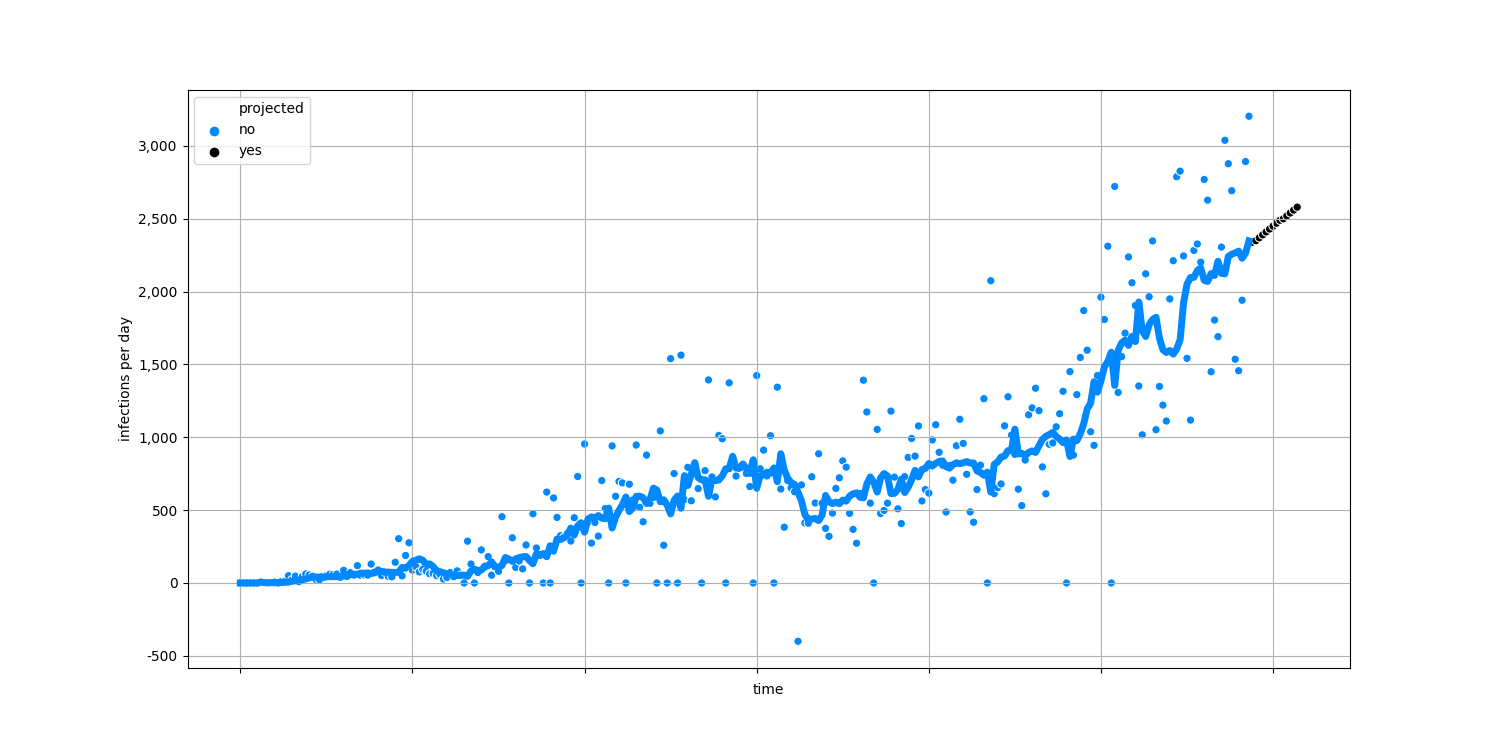 projected
no
yes
3,000
2,500
2,000
1,500
1,000
500
0
-500
infections per day
time